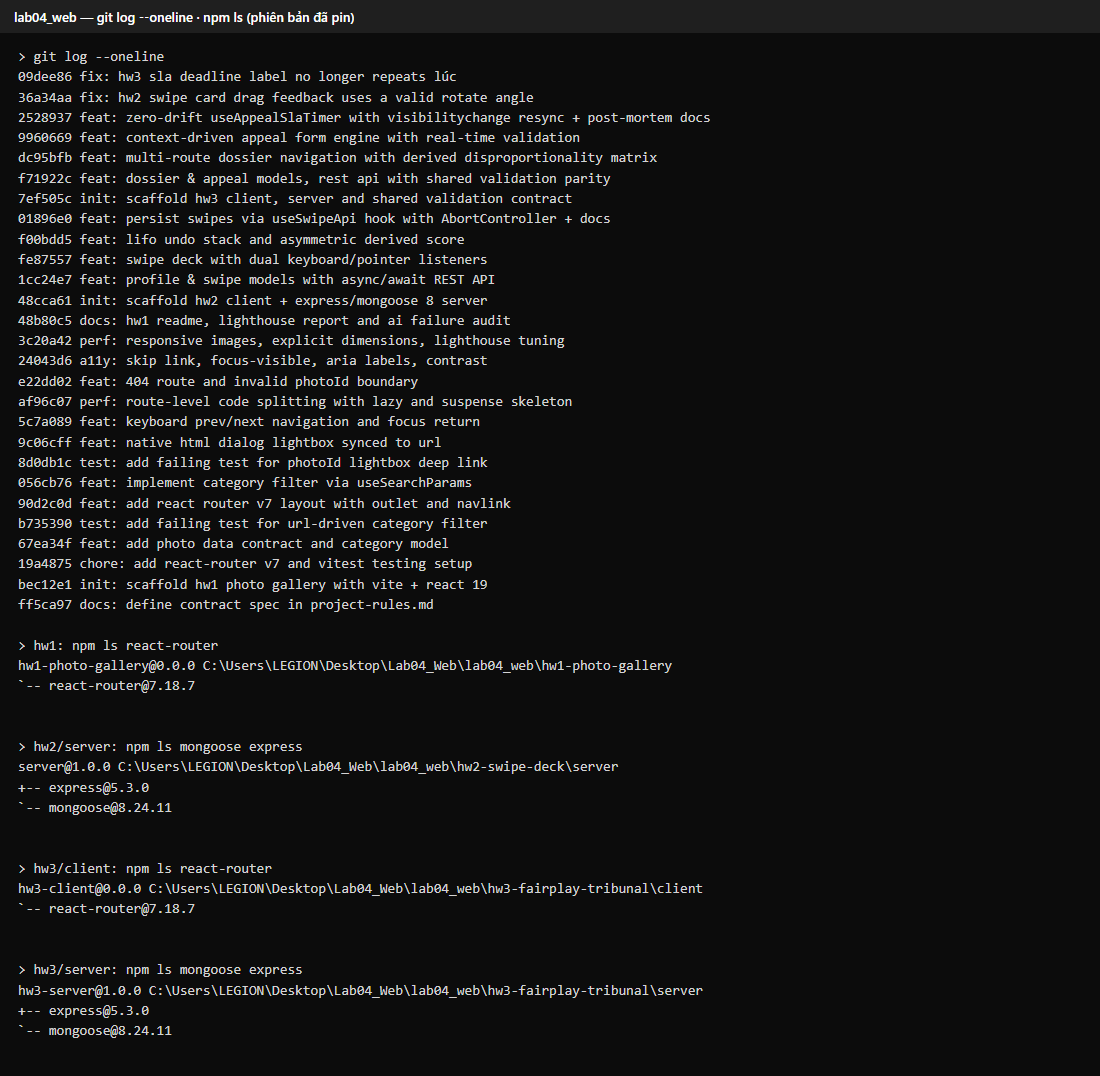 lab04_web — git log --oneline · npm ls (phiên bản đã pin)
> git log --oneline
09dee86 fix: hw3 sla deadline label no longer repeats lúc
36a34aa fix: hw2 swipe card drag feedback uses a valid rotate angle
2528937 feat: zero-drift useAppealSlaTimer with visibilitychange resync + post-mortem docs
9960669 feat: context-driven appeal form engine with real-time validation
dc95bfb feat: multi-route dossier navigation with derived disproportionality matrix
f71922c feat: dossier & appeal models, rest api with shared validation parity
7ef505c init: scaffold hw3 client, server and shared validation contract
01896e0 feat: persist swipes via useSwipeApi hook with AbortController + docs
f00bdd5 feat: lifo undo stack and asymmetric derived score
fe87557 feat: swipe deck with dual keyboard/pointer listeners
1cc24e7 feat: profile & swipe models with async/await REST API
48cca61 init: scaffold hw2 client + express/mongoose 8 server
48b80c5 docs: hw1 readme, lighthouse report and ai failure audit
3c20a42 perf: responsive images, explicit dimensions, lighthouse tuning
24043d6 a11y: skip link, focus-visible, aria labels, contrast
e22dd02 feat: 404 route and invalid photoId boundary
af96c07 perf: route-level code splitting with lazy and suspense skeleton
5c7a089 feat: keyboard prev/next navigation and focus return
9c06cff feat: native html dialog lightbox synced to url
8d0db1c test: add failing test for photoId lightbox deep link
056cb76 feat: implement category filter via useSearchParams
90d2c0d feat: add react router v7 layout with outlet and navlink
b735390 test: add failing test for url-driven category filter
67ea34f feat: add photo data contract and category model
19a4875 chore: add react-router v7 and vitest testing setup
bec12e1 init: scaffold hw1 photo gallery with vite + react 19
ff5ca97 docs: define contract spec in project-rules.md
> hw1: npm ls react-router
hw1-photo-gallery@0.0.0 C:\Users\LEGION\Desktop\Lab04_Web\lab04_web\hw1-photo-gallery
`-- react-router@7.18.7
> hw2/server: npm ls mongoose express
server@1.0.0 C:\Users\LEGION\Desktop\Lab04_Web\lab04_web\hw2-swipe-deck\server
+-- express@5.3.0
`-- mongoose@8.24.11
> hw3/client: npm ls react-router
hw3-client@0.0.0 C:\Users\LEGION\Desktop\Lab04_Web\lab04_web\hw3-fairplay-tribunal\client
`-- react-router@7.18.7
> hw3/server: npm ls mongoose express
hw3-server@1.0.0 C:\Users\LEGION\Desktop\Lab04_Web\lab04_web\hw3-fairplay-tribunal\server
+-- express@5.3.0
`-- mongoose@8.24.11